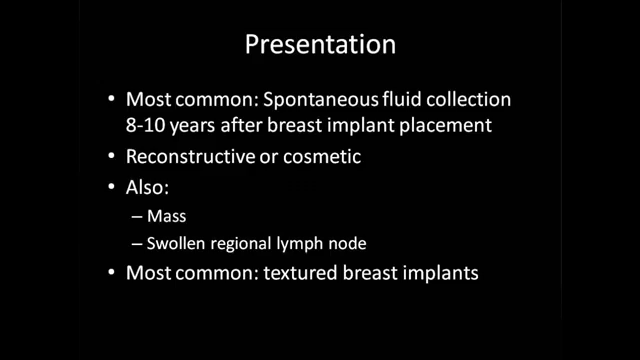 Presentation
• Most common: Spontaneous fluid collection
8-10 years after breast implant placement
• Reconstructive or cosmetic
• Also:
– Mass
– Swollen regional lymph node
• Most common: textured breast implants